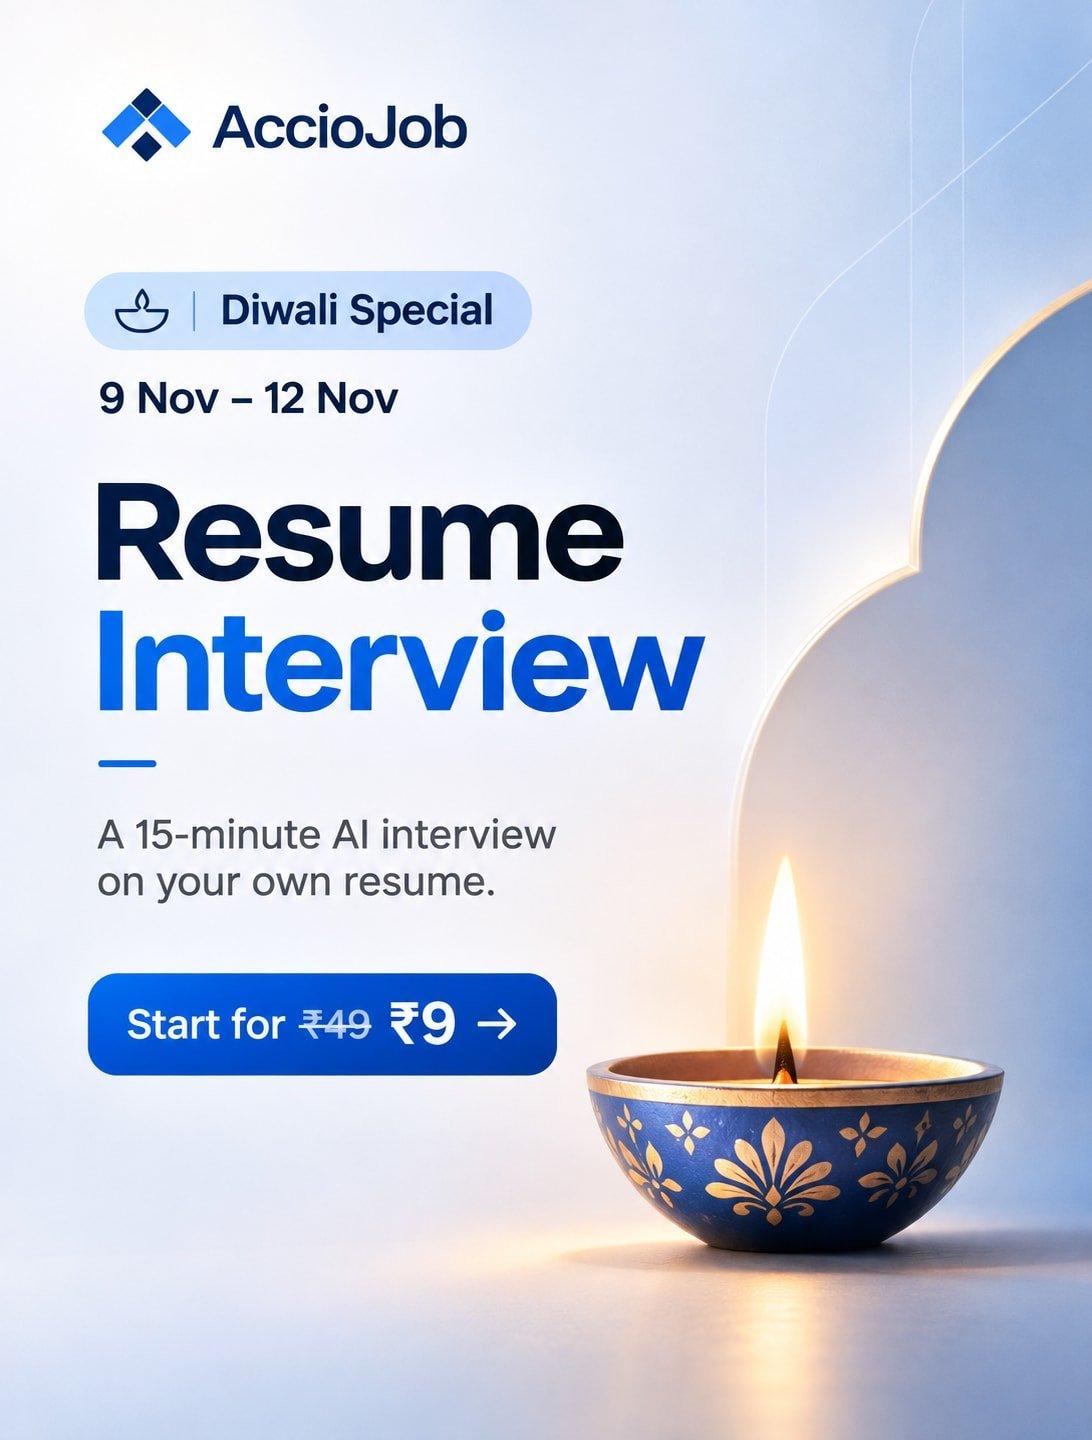 AccioJob
Diwali Special
9 Nov – 12 Nov
Resume
Interview
A 15-minute AI interview
on your own resume.
Start for ₹49 ₹9 →